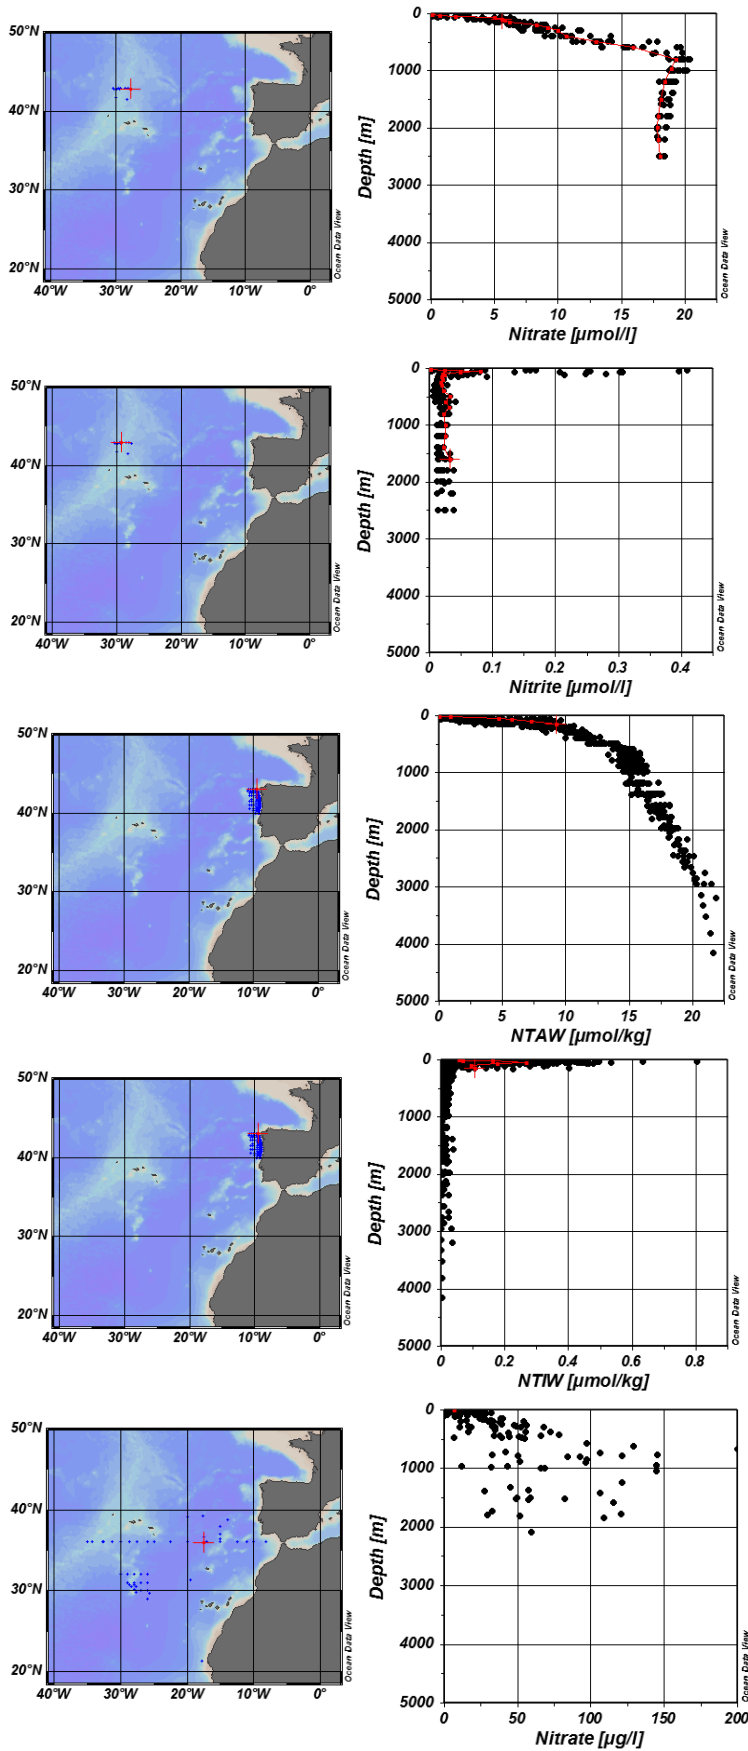 50°N
40°N
30°N
20°N
40°W 30°W 20°W 10°W 0°
Ocean Data View
0
1000
2000
3000
4000
5000
Depth [m]
0 5 10 15 20
Nitrate [µmol/l]
Ocean Data View
50°N
40°N
30°N
20°N
40°W 30°W 20°W 10°W 0°
Ocean Data View
0
1000
2000
3000
4000
5000
Depth [m]
0 0.1 0.2 0.3 0.4
Nitrite [µmol/l]
Ocean Data View
50°N
40°N
30°N
20°N
40°W 30°W 20°W 10°W 0°
Ocean Data View
0
1000
2000
3000
4000
5000
Depth [m]
0 5 10 15 20
NTAW [µmol/kg]
Ocean Data View
50°N
40°N
30°N
20°N
40°W 30°W 20°W 10°W 0°
Ocean Data View
0
1000
2000
3000
4000
5000
Depth [m]
0 0.2 0.4 0.6 0.8
NTIW [µmol/kg]
Ocean Data View
50°N
40°N
30°N
20°N
40°W 30°W 20°W 10°W 0°
Ocean Data View
0
1000
2000
3000
4000
5000
Depth [m]
0 50 100 150 200
Nitrate [µg/l]
Ocean Data View